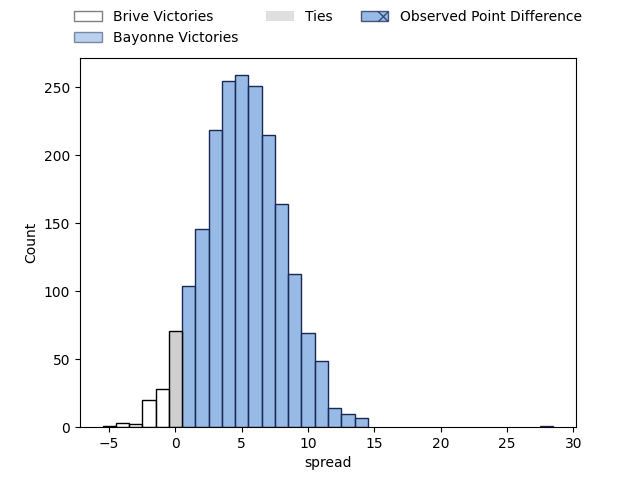 Brive Victories
Bayonne Victories
Ties
Observed Point Difference
Count
250
200
150
100
50
0
−5 0 5 10 15 20 25 30
spread